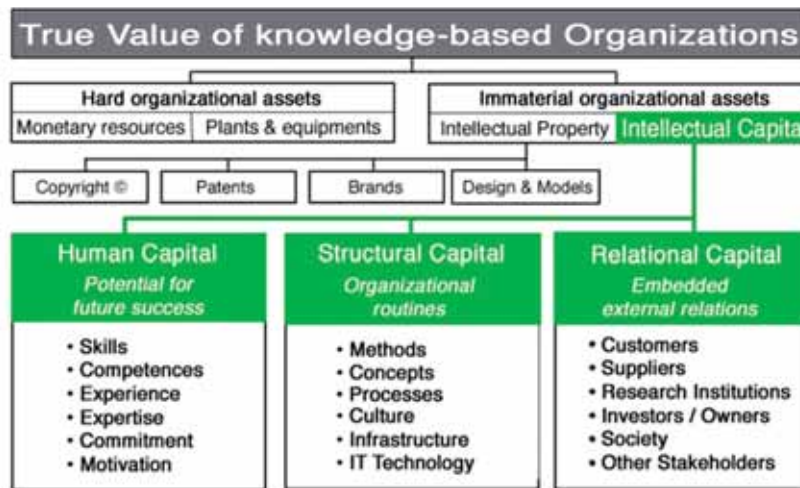 True Value of knowledge-based Organizations
Hard organizational assets
Monetary resources
Plants & equipments
Immaterial organizational assets
Intellectual Property
Intellectual Capital
Copyright ©
Patents
Brands
Design & Models
Human Capital
Potential for
future success
• Skills
• Competences
• Experience
• Expertise
• Commitment
• Motivation
Structural Capital
Organizational
routines
• Methods
• Concepts
• Processes
• Culture
• Infrastructure
• IT Technology
Relational Capital
Embedded
external relations
• Customers
• Suppliers
• Research Institutions
• Investors / Owners
• Society
• Other Stakeholders